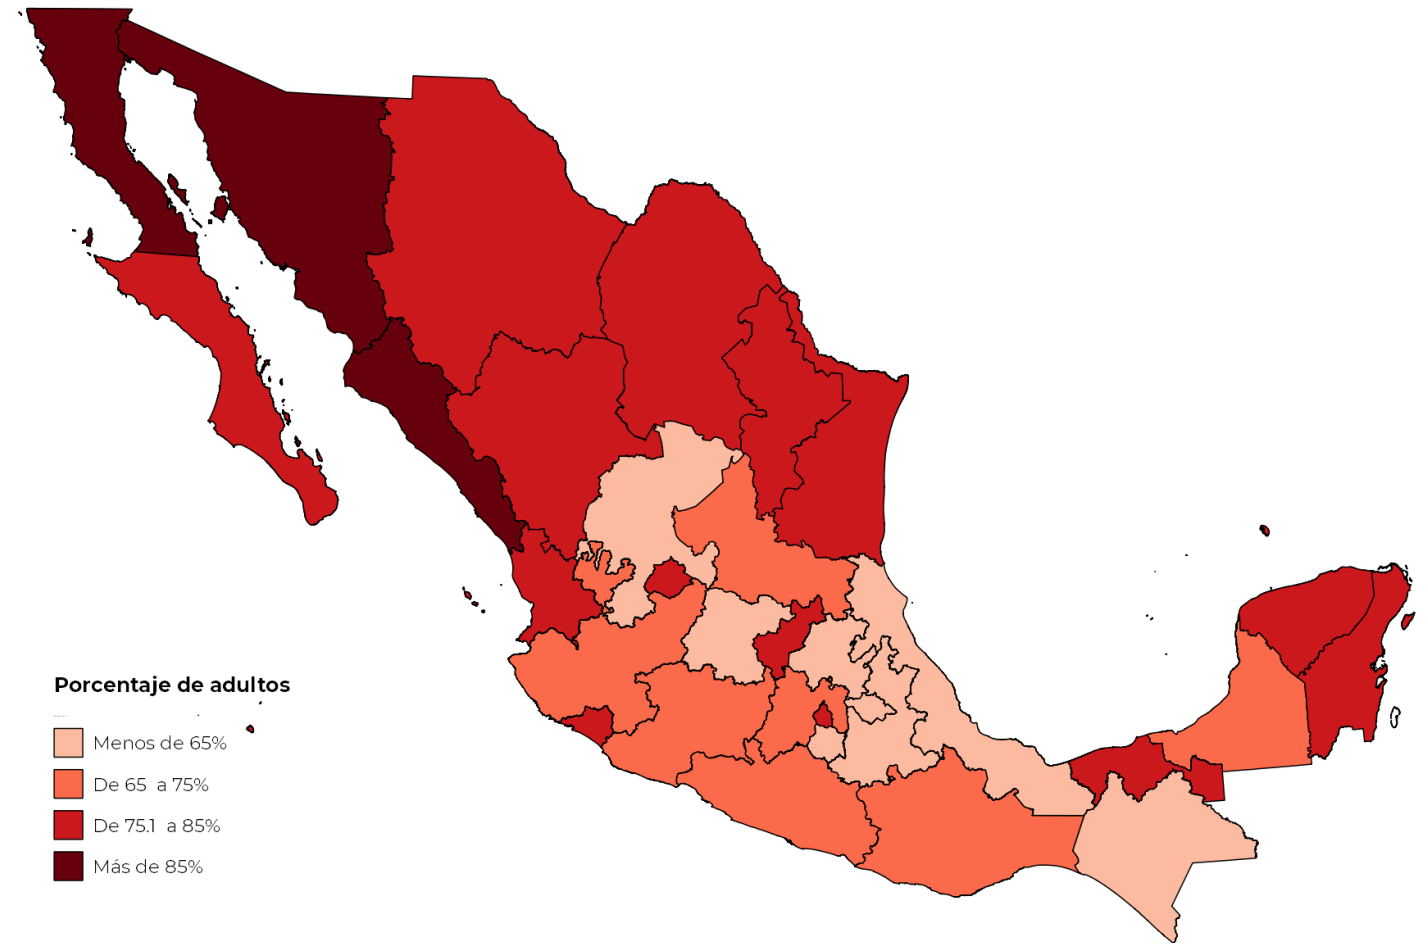 Porcentaje de adultos
Menos de 65%
De 65 a 75%
De 75.1 a 85%
Más de 85%